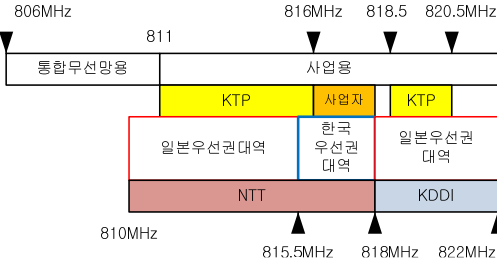 806MHz
816MHz
818.5
820.5MHz
811
통합무선망용
사업용
KTP
사업자
KTP
일본우선권대역
한국
우선권
대역
일본우선권
대역
NTT
KDDI
810MHz
815.5MHz
818MHz
822MHz